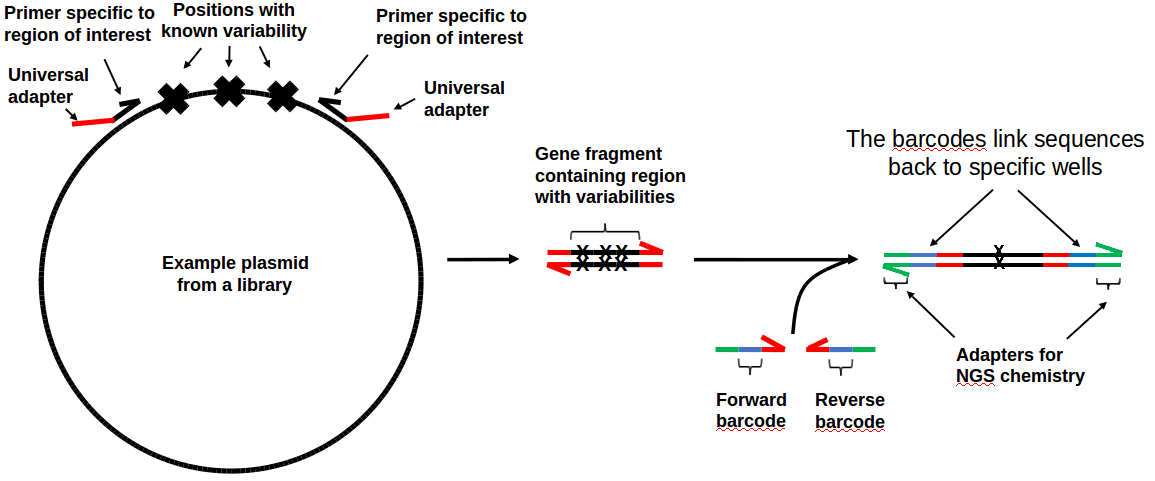 Primer specific to
region of interest
Positions with
known variability
Primer specific to
region of interest
Universal
adapter
Universal
adapter
Example plasmid
from a library
Gene fragment
containing region
with variabilities
X X X
X X X
Forward
barcode
Reverse
barcode
The barcodes link sequences
back to specific wells
X
X
Adapters for
NGS chemistry